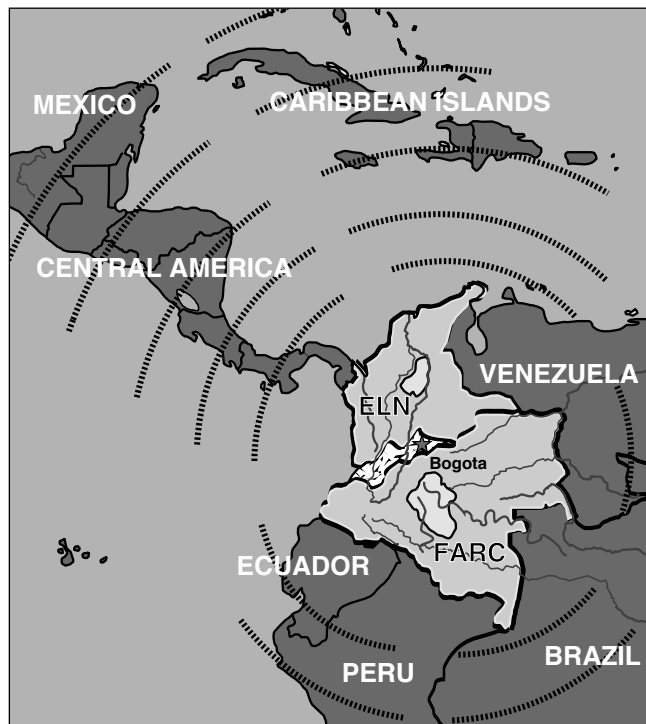 MEXICO
CARIBBEAN ISLANDS
CENTRAL AMERICA
VENEZUELA
ELN
Bogota
FARC
ECUADOR
PERU
BRAZIL